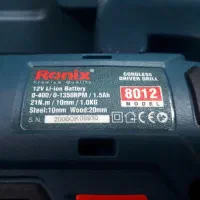 Ronix
Premium Quality
CORDLESS
DRIVER DRILL
12V Li-ion Battery
0-400/0-1350RPM / 1.5Ah
21N.m / 10mm / 1.0KG
Steel:10mm Wood:20mm
8012
MODEL
S.N.